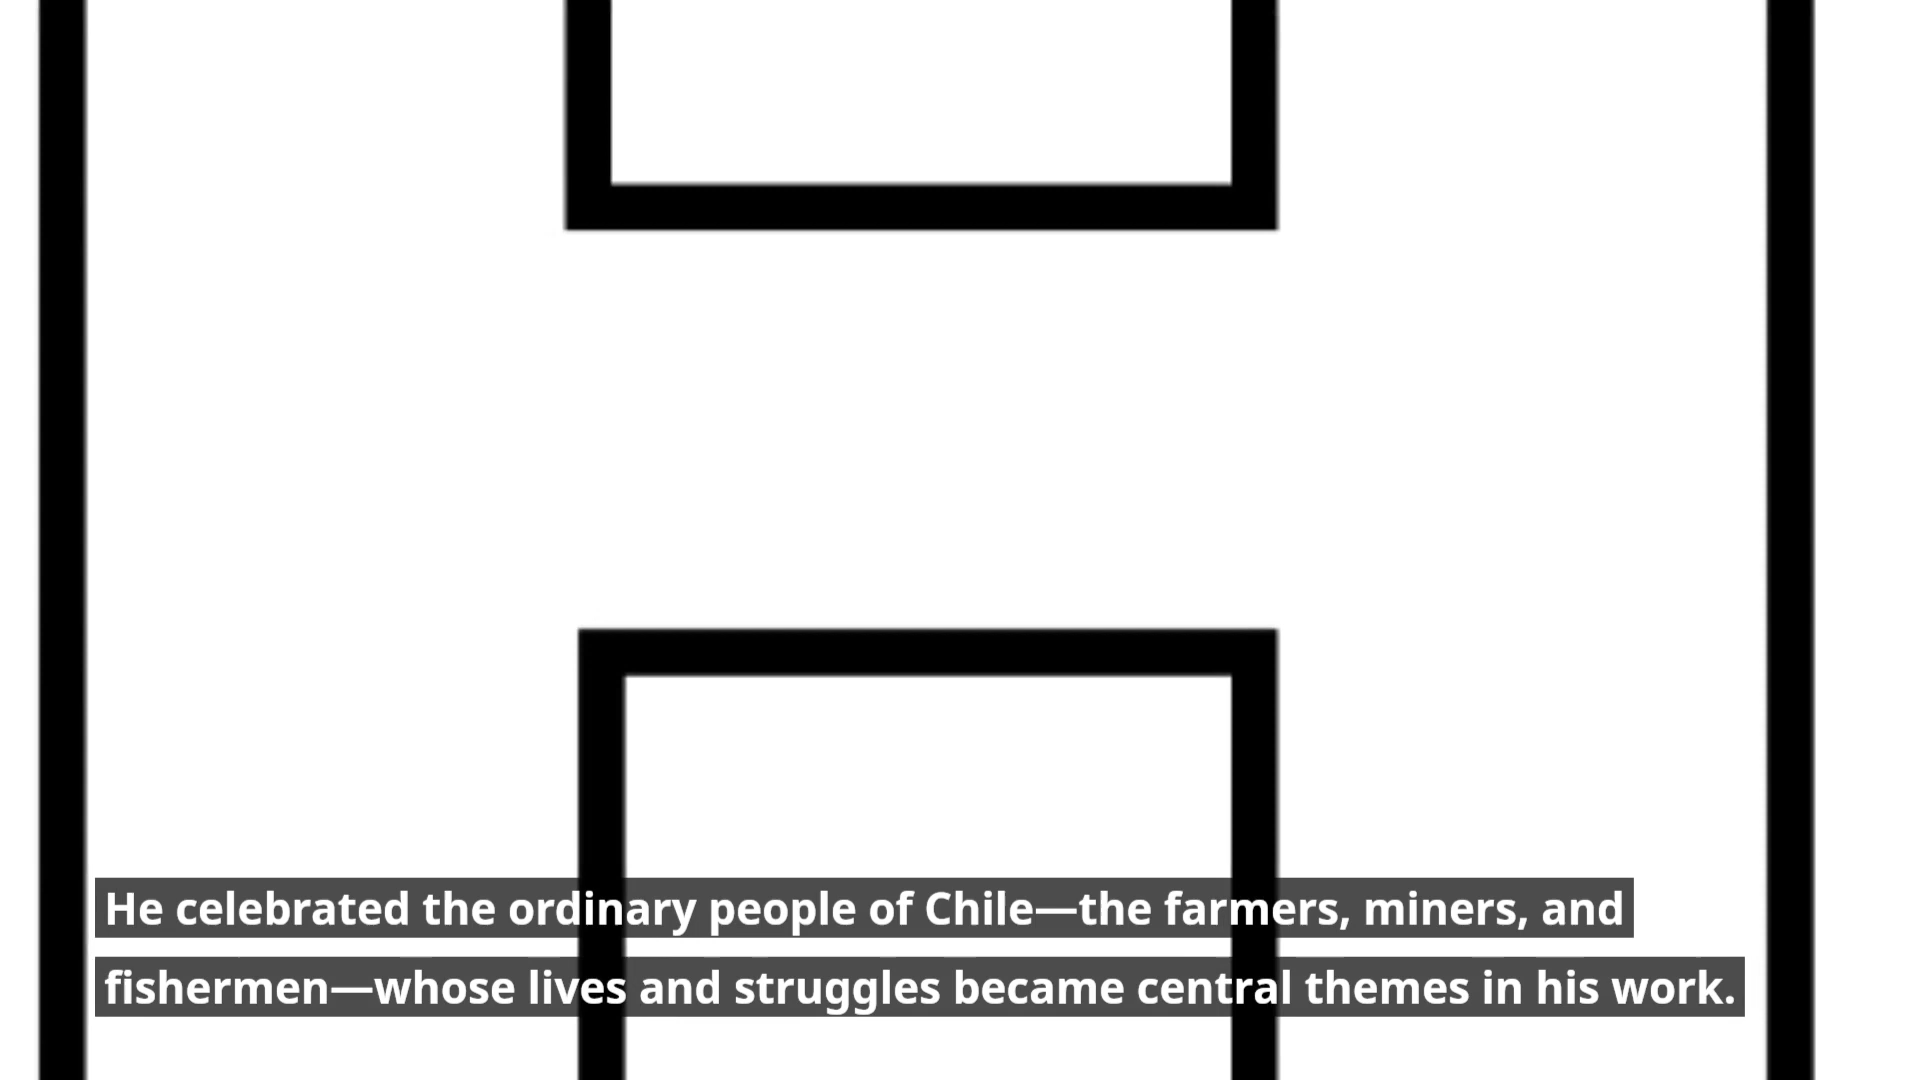 He celebrated the ordinary people of Chile—the farmers, miners, and
fishermen—whose lives and struggles became central themes in his work.